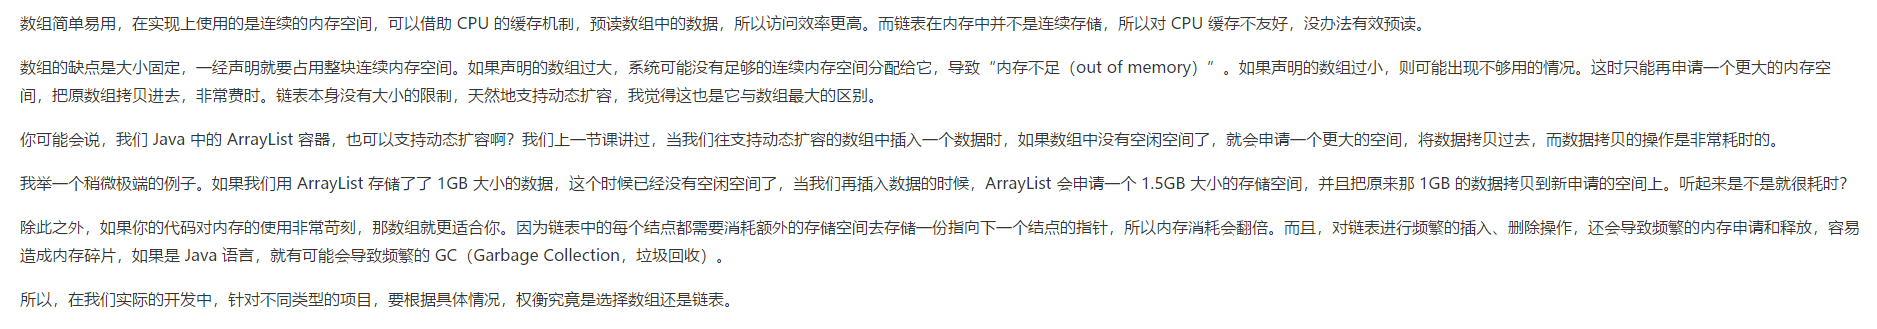 数组简单易用，在实现上使用的是连续的内存空间，可以借助 CPU 的缓存机制，预读数组中的数据，所以访问效率更高。而链表在内存中并不是连续存储，所以对 CPU 缓存不友好，没办法有效预读。
数组的缺点是大小固定，一经声明就要占用整块连续内存空间。如果声明的数组过大，系统可能没有足够的连续内存空间分配给它，导致“内存不足（out of memory）”。如果声明的数组过小，则可能出现不够用的情况。这时只能再申请一个更大的内存空
间，把原数组拷贝进去，非常费时。链表本身没有大小的限制，天然地支持动态扩容，我觉得这也是它与数组最大的区别。
你可能会说，我们 Java 中的 ArrayList 容器，也可以支持动态扩容啊？我们上一节课讲过，当我们往支持动态扩容的数组中插入一个数据时，如果数组中没有空闲空间了，就会申请一个更大的空间，将数据拷贝过去，而数据拷贝的操作是非常耗时的。
我举一个稍微极端的例子。如果我们用 ArrayList 存储了了 1GB 大小的数据，这个时候已经没有空闲空间了，当我们再插入数据的时候，ArrayList 会申请一个 1.5GB 大小的存储空间，并且把原来那 1GB 的数据拷贝到新申请的空间上。听起来是不是就很耗时？
除此之外，如果你的代码对内存的使用非常苛刻，那数组就更适合你。因为链表中的每个结点都需要消耗额外的存储空间去存储一份指向下一个结点的指针，所以内存消耗会翻倍。而且，对链表进行频繁的插入、删除操作，还会导致频繁的内存申请和释放，容易
造成内存碎片，如果是 Java 语言，就有可能会导致频繁的 GC（Garbage Collection，垃圾回收）。
所以，在我们实际的开发中，针对不同类型的项目，要根据具体情况，权衡究竟是选择数组还是链表。